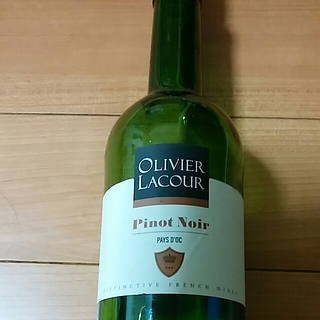 OLIVIER
LACOUR
Pinot Noir
PAYS D'OC
DISTINCTIVE FRENCH WINES